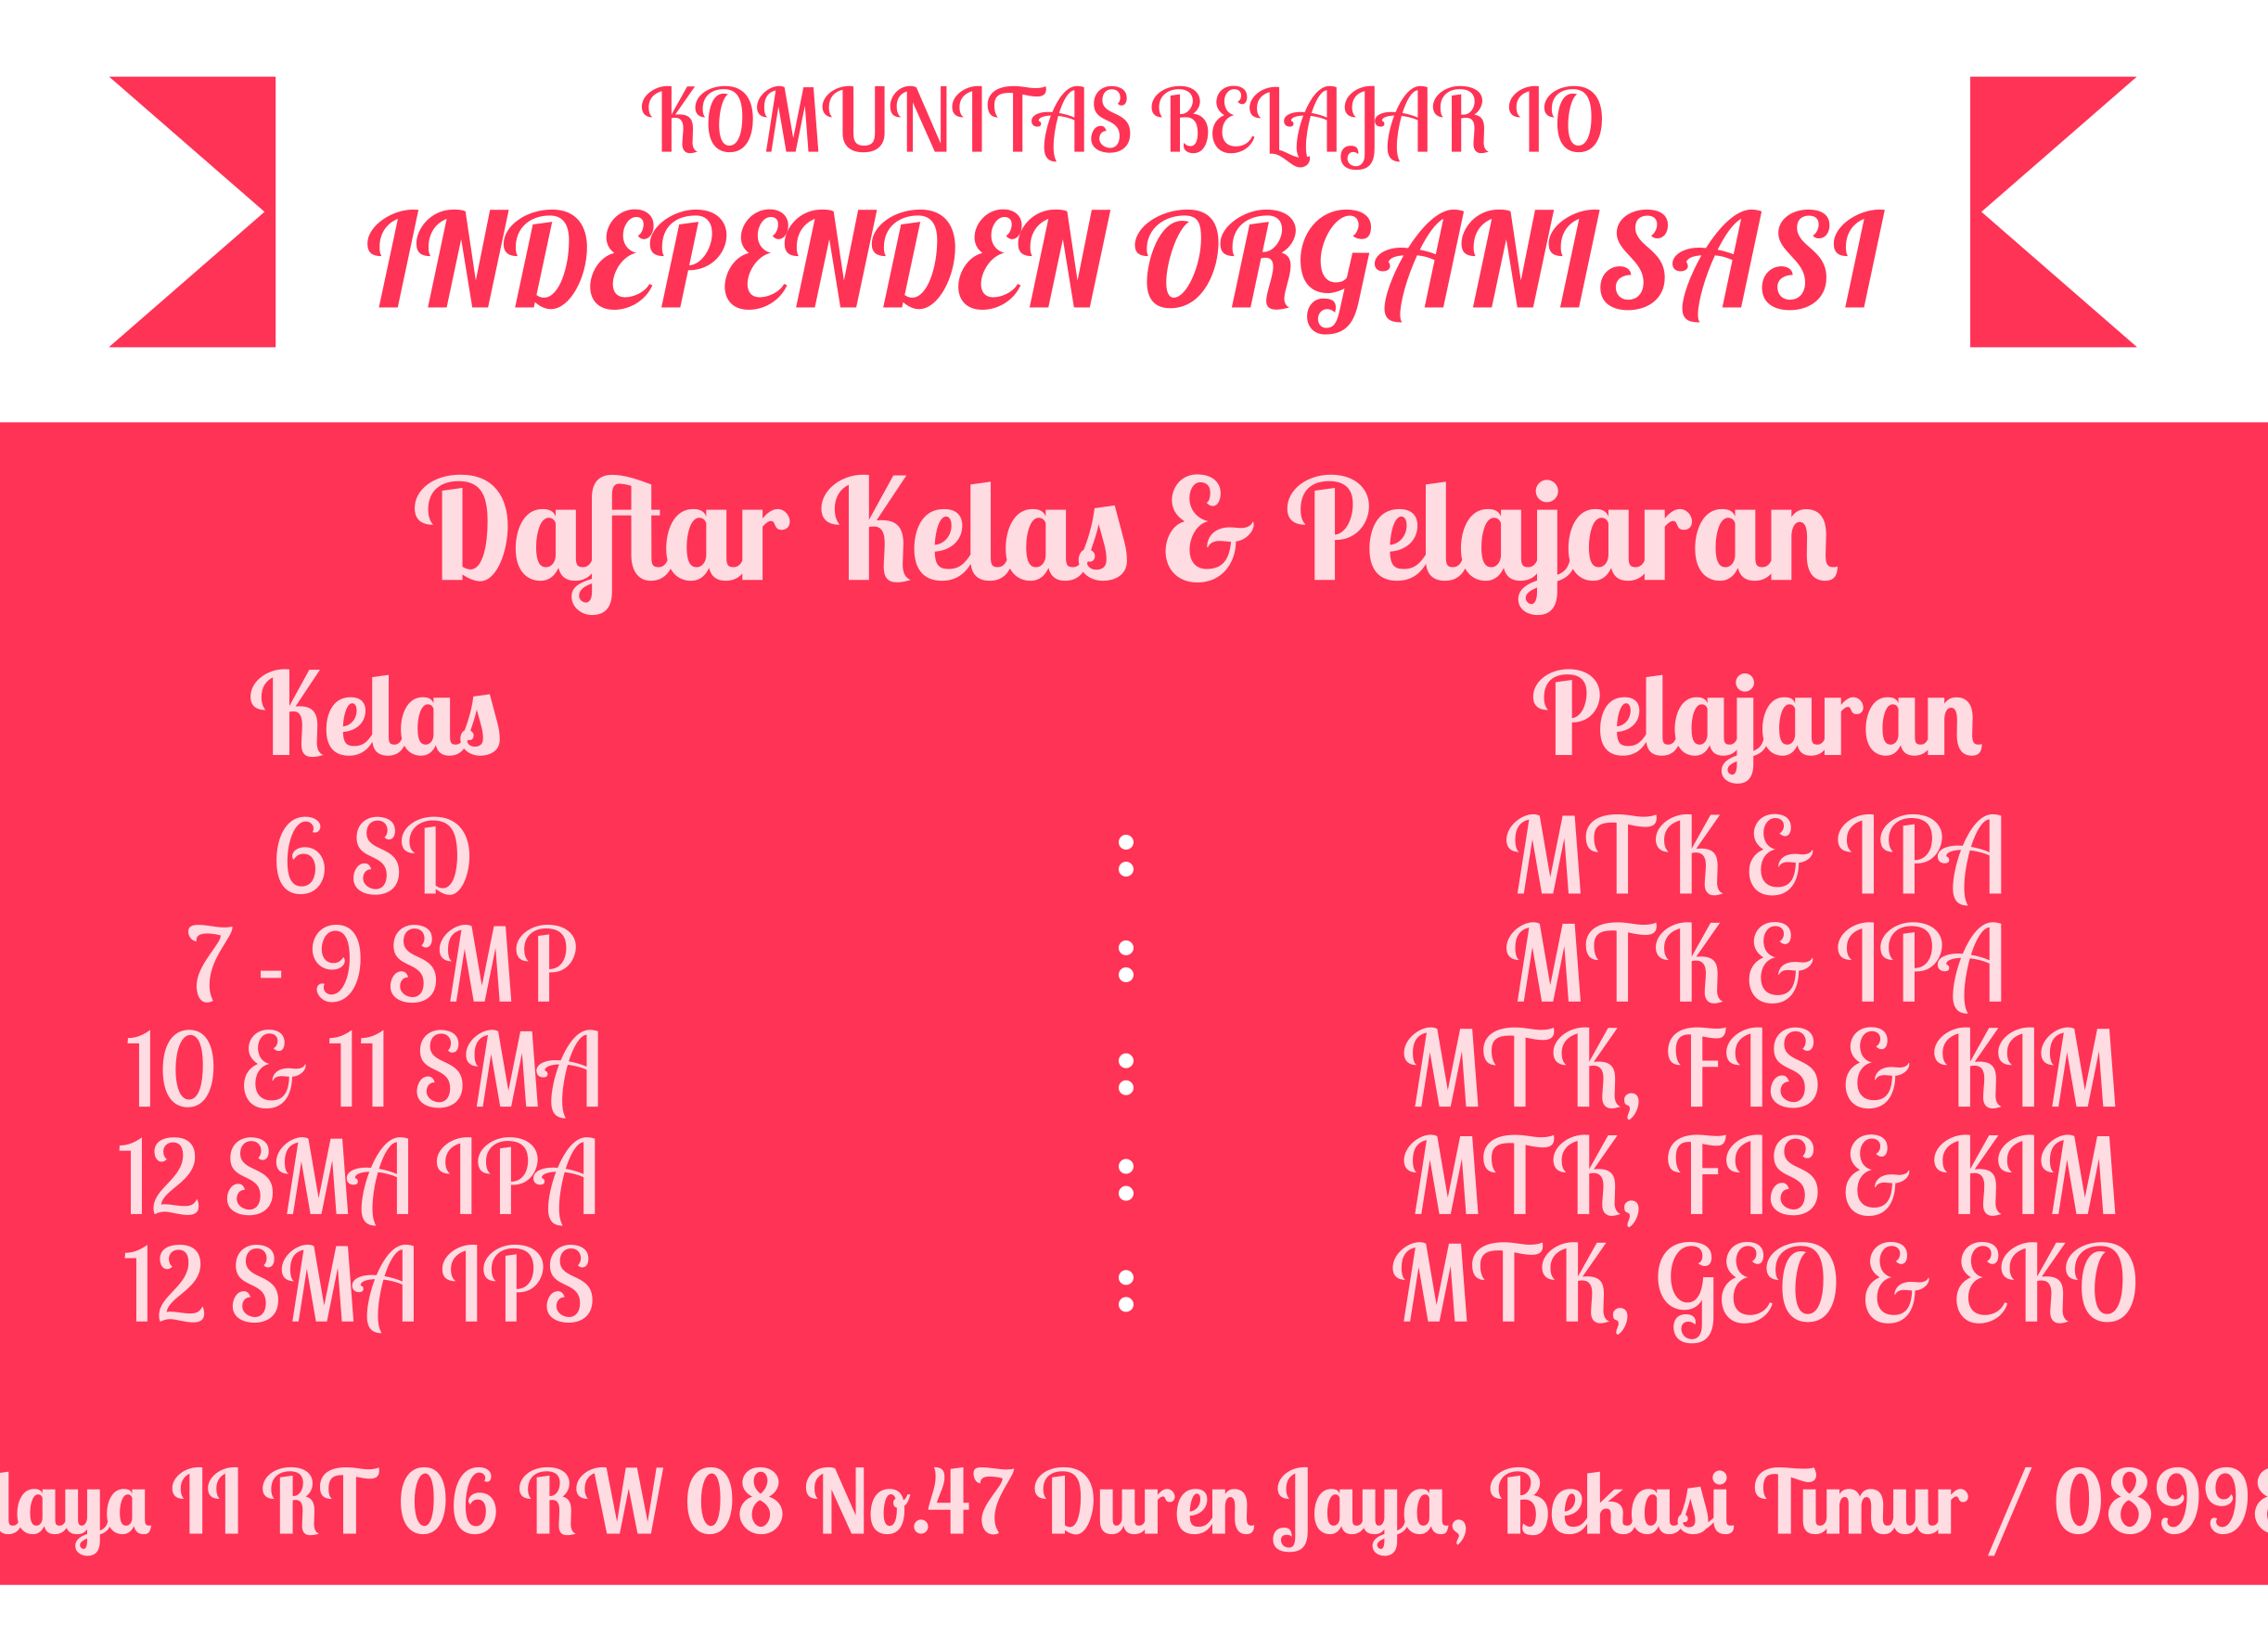 KOMUNITAS BELAJAR IO
INDEPENDEN ORGANISASI
Daftar Kelas & Pelajaran
Kelas Pelajaran
6 SD : MTK & IPA
7 - 9 SMP : MTK & IPA
10 & 11 SMA : MTK, FIS & KIM
12 SMA IPA : MTK, FIS & KIM
12 SMA IPS : MTK, GEO & EKO
laya III RT 06 RW 08 No.47 Duren Jaya, Bekasi Timur / 0899